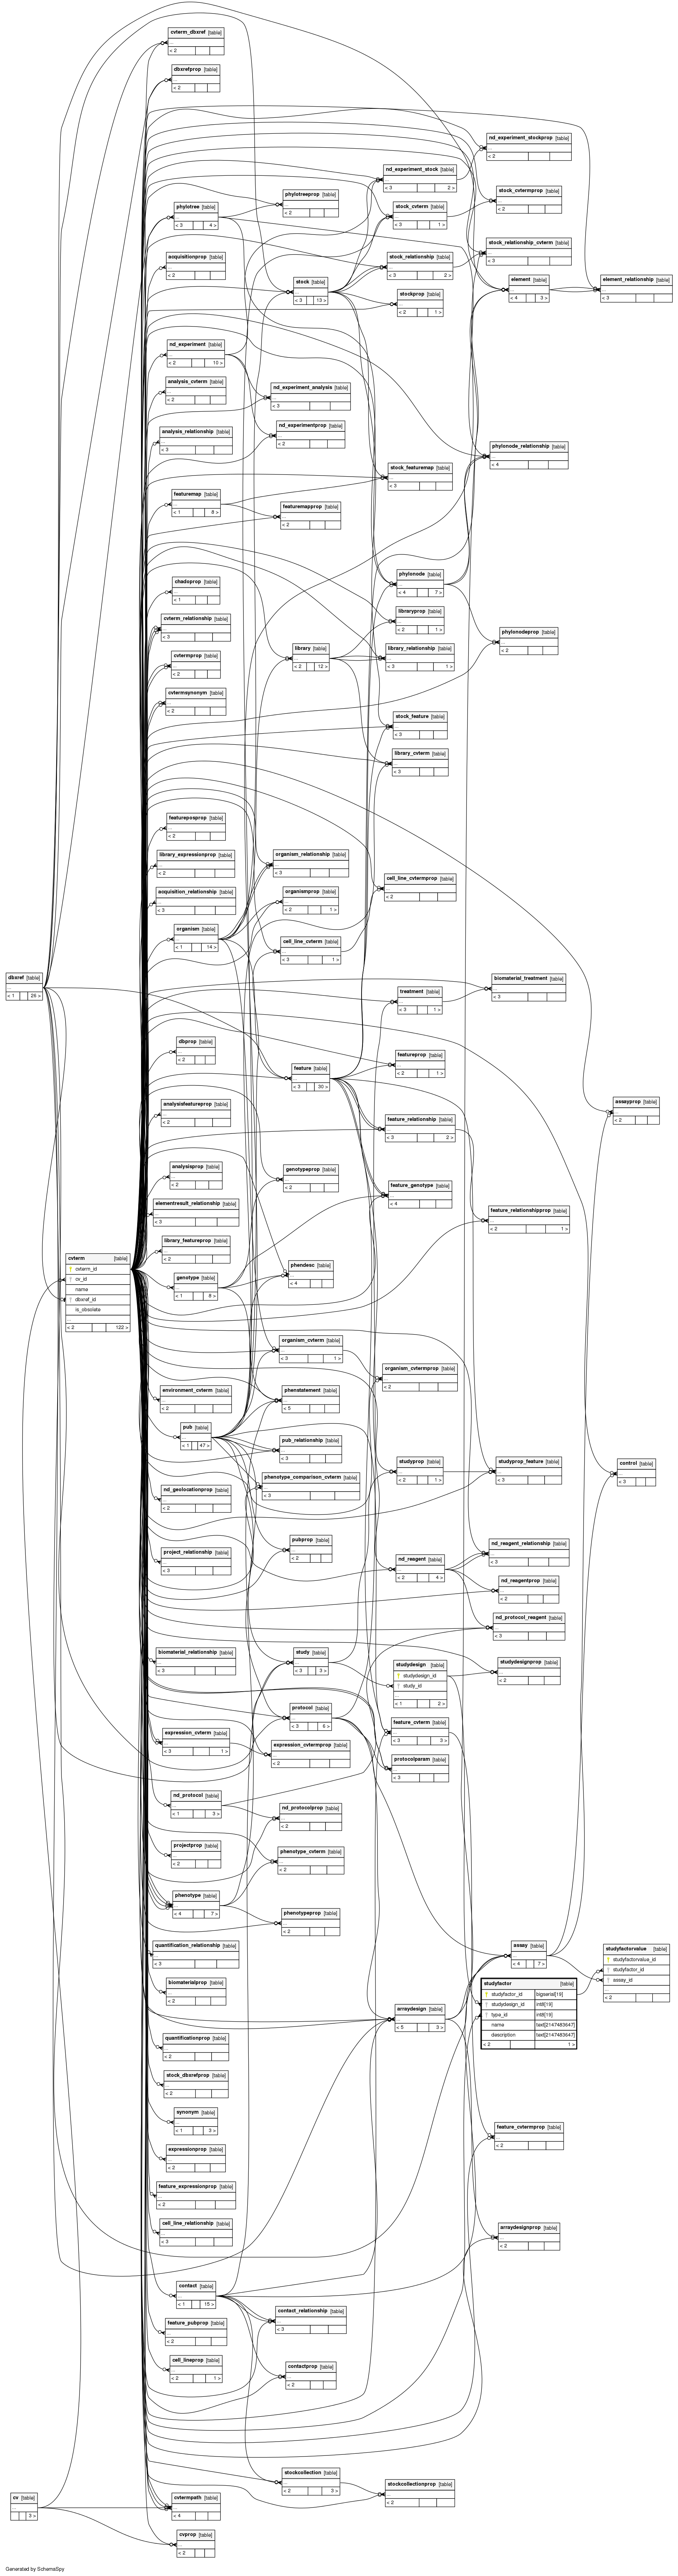 cvterm_dbxref [table]
...
< 2
dbxrefprop [table]
...
< 2
nd_experiment_stockprop [table]
...
< 2
nd_experiment_stock [table]
...
< 3 2 >
stock_cvtermprop [table]
...
< 2
phylotreeprop [table]
...
< 2
phylotree [table]
...
< 3 4 >
stock_cvterm [table]
...
< 3 1 >
stock_relationship_cvterm [table]
...
< 3
acquisitionprop [table]
...
< 2
stock_relationship [table]
...
< 3 2 >
stock [table]
...
< 3 13 >
element [table]
...
< 4 3 >
element_relationship [table]
...
< 3
stockprop [table]
...
< 2 1 >
nd_experiment [table]
...
< 2 10 >
analysis_cvterm [table]
...
< 2
nd_experiment_analysis [table]
...
< 3
analysis_relationship [table]
...
< 3
nd_experimentprop [table]
...
< 2
phylonode_relationship [table]
...
< 4
stock_featuremap [table]
...
< 3
featuremap [table]
...
< 1 8 >
featuremapprop [table]
...
< 2
chadoprop [table]
...
< 1
phylonode [table]
...
< 4 7 >
cvterm_relationship [table]
...
< 3
libraryprop [table]
...
< 2 1 >
phylonodeprop [table]
...
< 2
cvtermprop [table]
...
< 2
library [table]
...
< 2 12 >
library_relationship [table]
...
< 3 1 >
cvtermsynonym [table]
...
< 2
stock_feature [table]
...
< 3
library_cvterm [table]
...
< 3
featureposprop [table]
...
< 2
library_expressionprop [table]
...
< 2
organism_relationship [table]
...
< 3
acquisition_relationship [table]
...
< 3
organismprop [table]
...
< 2 1 >
cell_line_cvtermprop [table]
...
< 2
organism [table]
...
< 1 14 >
cell_line_cvterm [table]
...
< 3 1 >
dbxref [table]
...
< 1 26 >
treatment [table]
...
< 3 1 >
biomaterial_treatment [table]
...
< 3
dbprop [table]
...
< 2
feature [table]
...
< 3 30 >
featureprop [table]
...
< 2 1 >
analysisfeatureprop [table]
...
< 2
feature_relationship [table]
...
< 3 2 >
assayprop [table]
...
< 2
analysisprop [table]
...
< 2
genotypeprop [table]
...
< 2
feature_genotype [table]
...
< 4
elementresult_relationship [table]
...
< 3
feature_relationshipprop [table]
...
< 2 1 >
library_featureprop [table]
...
< 2
cvterm [table]
cvterm_id
cv_id
name
dbxref_id
is_obsolete
...
< 2 122 >
genotype [table]
...
< 1 8 >
phendesc [table]
...
< 4
organism_cvterm [table]
...
< 3 1 >
organism_cvtermprop [table]
...
< 2
environment_cvterm [table]
...
< 2
phenstatement [table]
...
< 5
pub [table]
...
< 1 47 >
pub_relationship [table]
...
< 3
studyprop [table]
...
< 2 1 >
studyprop_feature [table]
...
< 3
control [table]
...
< 3
phenotype_comparison_cvterm [table]
...
< 3
nd_geolocationprop [table]
...
< 2
pubprop [table]
...
< 2
nd_reagent_relationship [table]
...
< 3
project_relationship [table]
...
< 3
nd_reagent [table]
...
< 2 4 >
nd_reagentprop [table]
...
< 2
nd_protocol_reagent [table]
...
< 3
biomaterial_relationship [table]
...
< 3
study [table]
...
< 3 3 >
studydesign [table]
studydesign_id
study_id
...
< 1 2 >
studydesignprop [table]
...
< 2
protocol [table]
...
< 3 6 >
expression_cvterm [table]
...
< 3 1 >
feature_cvterm [table]
...
< 3 3 >
expression_cvtermprop [table]
...
< 2
protocolparam [table]
...
< 3
nd_protocol [table]
...
< 1 3 >
nd_protocolprop [table]
...
< 2
projectprop [table]
...
< 2
phenotype_cvterm [table]
...
< 2
phenotype [table]
...
< 4 7 >
phenotypeprop [table]
...
< 2
quantification_relationship [table]
...
< 3
assay [table]
...
< 4 7 >
studyfactorvalue [table]
studyfactorvalue_id
studyfactor_id
assay_id
...
< 2
biomaterialprop [table]
...
< 2
studyfactor [table]
studyfactor_id bigserial[19]
studydesign_id int8[19]
type_id int8[19]
name text[2147483647]
description text[2147483647]
< 2 1 >
arraydesign [table]
...
< 5 3 >
quantificationprop [table]
...
< 2
stock_dbxrefprop [table]
...
< 2
synonym [table]
...
< 1 3 >
feature_cvtermprop [table]
...
< 2
expressionprop [table]
...
< 2
feature_expressionprop [table]
...
< 2
cell_line_relationship [table]
...
< 3
arraydesignprop [table]
...
< 2
contact [table]
...
< 1 15 >
contact_relationship [table]
...
< 3
feature_pubprop [table]
...
< 2
cell_lineprop [table]
...
< 2 1 >
contactprop [table]
...
< 2
stockcollection [table]
...
< 2 3 >
stockcollectionprop [table]
...
< 2
cv [table]
...
3 >
cvtermpath [table]
...
< 4
cvprop [table]
...
< 2
Generated by SchemaSpy